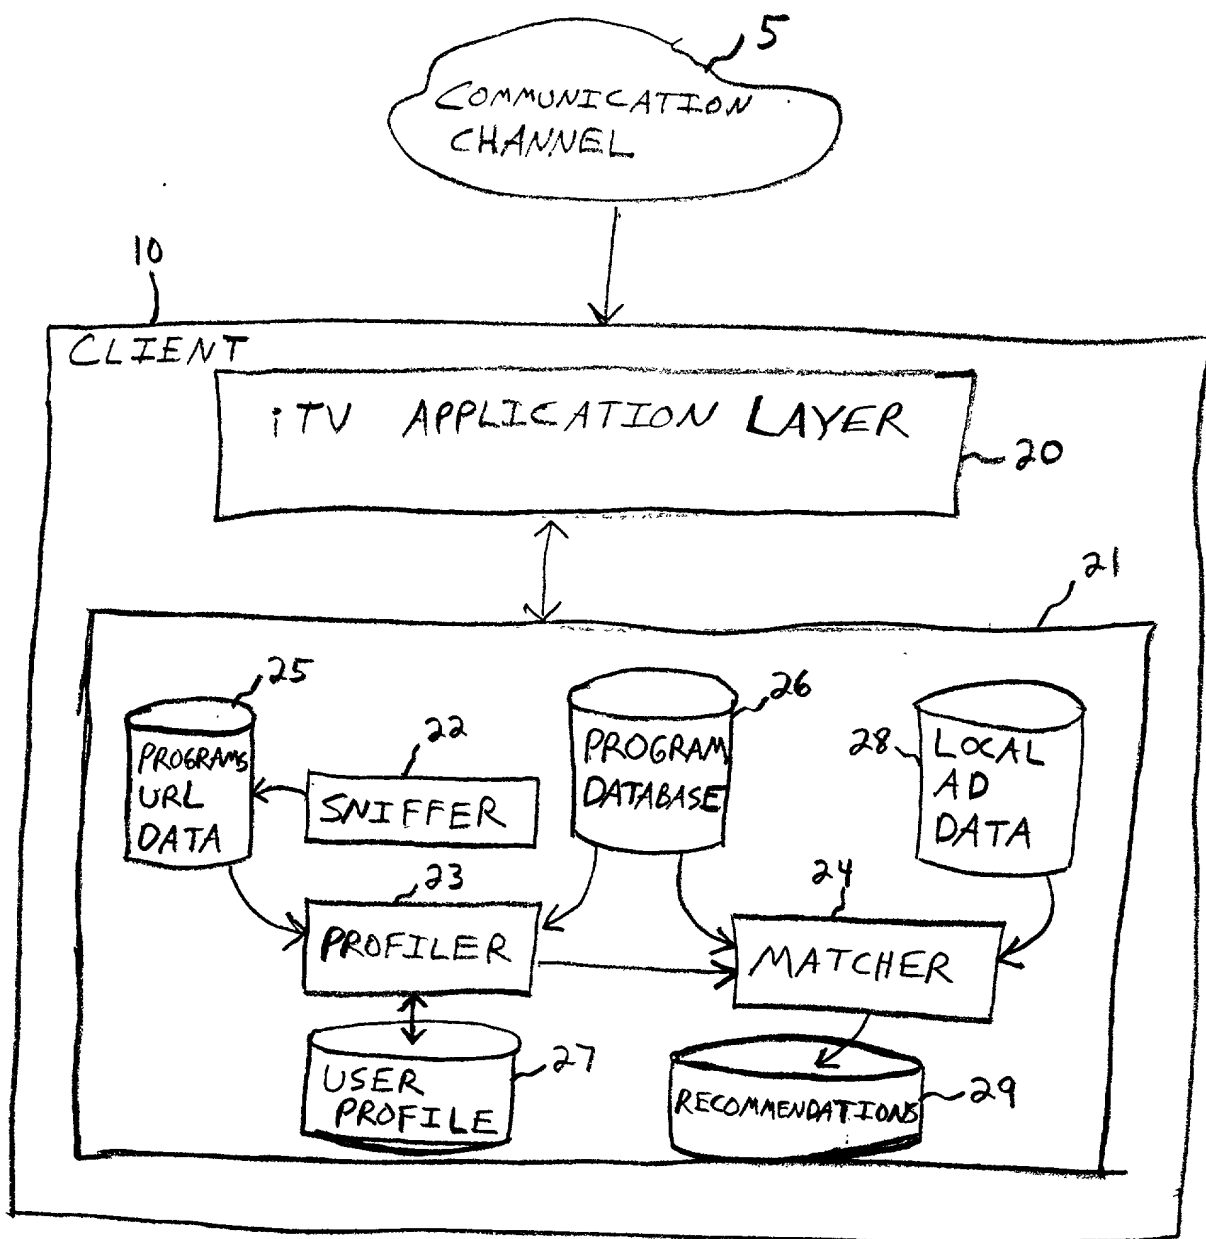 5
COMMUNICATION
CHANNEL
10
CLIENT
iTV APPLICATION LAYER
20
21
25
PROGRAMS
URL
DATA
22
SNIFFER
26
PROGRAM
DATABASE
28
LOCAL
AD
DATA
23
PROFILER
24
MATCHER
27
USER
PROFILE
29
RECOMMENDATIONS